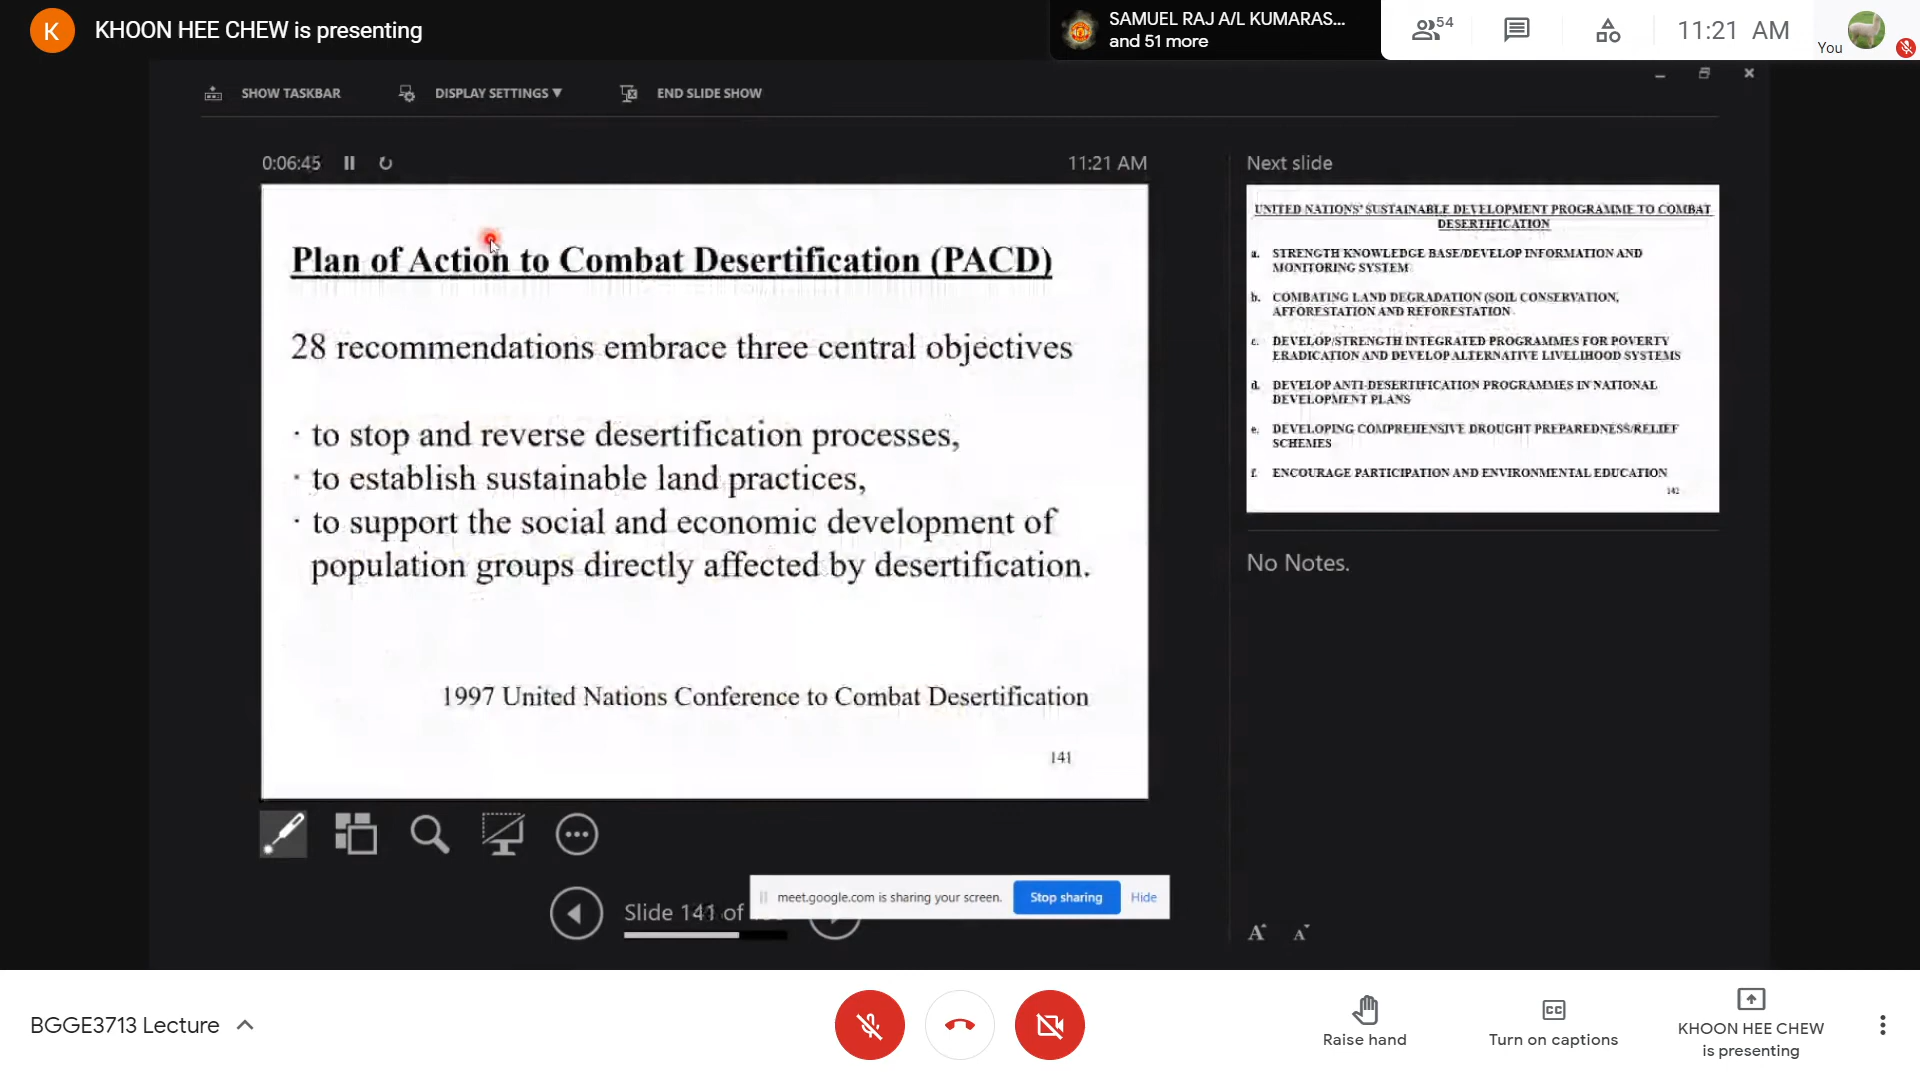 K
KHOON HEE CHEW is presenting
SAMUEL RAJ A/L KUMARAS...
and 51 more
54
11:21 AM
You
SHOW TASKBAR
DISPLAY SETTINGS ▼
END SLIDE SHOW
0:06:45
11:21 AM
Plan of Action to Combat Desertification (PACD)
28 recommendations embrace three central objectives
· to stop and reverse desertification processes,
· to establish sustainable land practices,
· to support the social and economic development of
population groups directly affected by desertification.
1997 United Nations Conference to Combat Desertification
141
Next slide
UNITED NATIONS' SUSTAINABLE DEVELOPMENT PROGRAMME TO COMBAT
DESERTIFICATION
a. STRENGTH KNOWLEDGE BASE/DEVELOP INFORMATION AND
MONITORING SYSTEM
b. COMBATING LAND DEGRADATION (SOIL CONSERVATION,
AFFORESTATION AND REFORESTATION
c. DEVELOP/STRENGTH INTEGRATED PROGRAMMES FOR POVERTY
ERADICATION AND DEVELOP ALTERNATIVE LIVELIHOOD SYSTEMS
d. DEVELOP ANTI-DESERTIFICATION PROGRAMMES IN NATIONAL
DEVELOPMENT PLANS
e. DEVELOPING COMPREHENSIVE DROUGHT PREPAREDNESS/RELIEF
SCHEMES
f. ENCOURAGE PARTICIPATION AND ENVIRONMENTAL EDUCATION
142
No Notes.
Slide 141 of
meet.google.com is sharing your screen.
Stop sharing
Hide
A A
BGGE3713 Lecture
Raise hand
CC
Turn on captions
KHOON HEE CHEW
is presenting